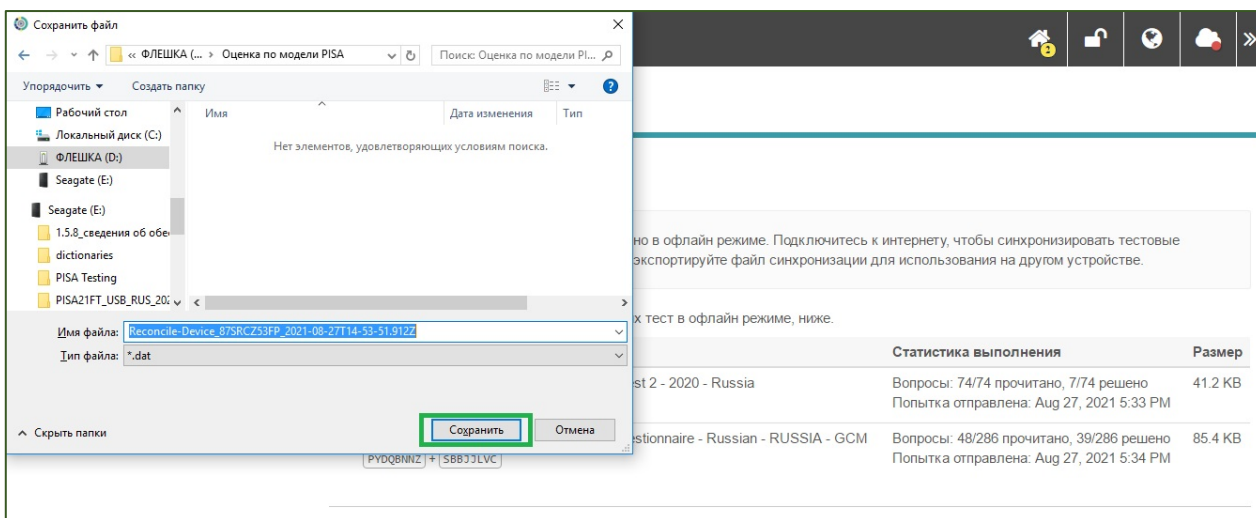 Сохранить файл
« ФЛЕШКА (... › Оценка по модели PISA
Поиск: Оценка по модели PI...
Упорядочить
Создать папку
Рабочий стол
Локальный диск (C:)
ФЛЕШКА (D:)
Seagate (E:)
Seagate (E:)
1.5.8_сведения об обе
dictionaries
PISA Testing
PISA21FT_USB_RUS_202
Имя
Дата изменения
Тип
Нет элементов, удовлетворяющих условиям поиска.
Имя файла: Reconcile-Device_87SRCZ53FP_2021-08-27T14-53-51.912Z
Тип файла: *.dat
Скрыть папки
Сохранить
Отмена
2
но в офлайн режиме. Подключитесь к интернету, чтобы синхронизировать тестовые
экспортируйте файл синхронизации для использования на другом устройстве.
х тест в офлайн режиме, ниже.
Статистика выполнения
Размер
est 2 - 2020 - Russia
Вопросы: 74/74 прочитано, 7/74 решено
41.2 KB
Попытка отправлена: Aug 27, 2021 5:33 PM
estionnaire - Russian - RUSSIA - GCM
Вопросы: 48/286 прочитано, 39/286 решено
85.4 KB
PYDQBNNZ + SBBJJLVC
Попытка отправлена: Aug 27, 2021 5:34 PM